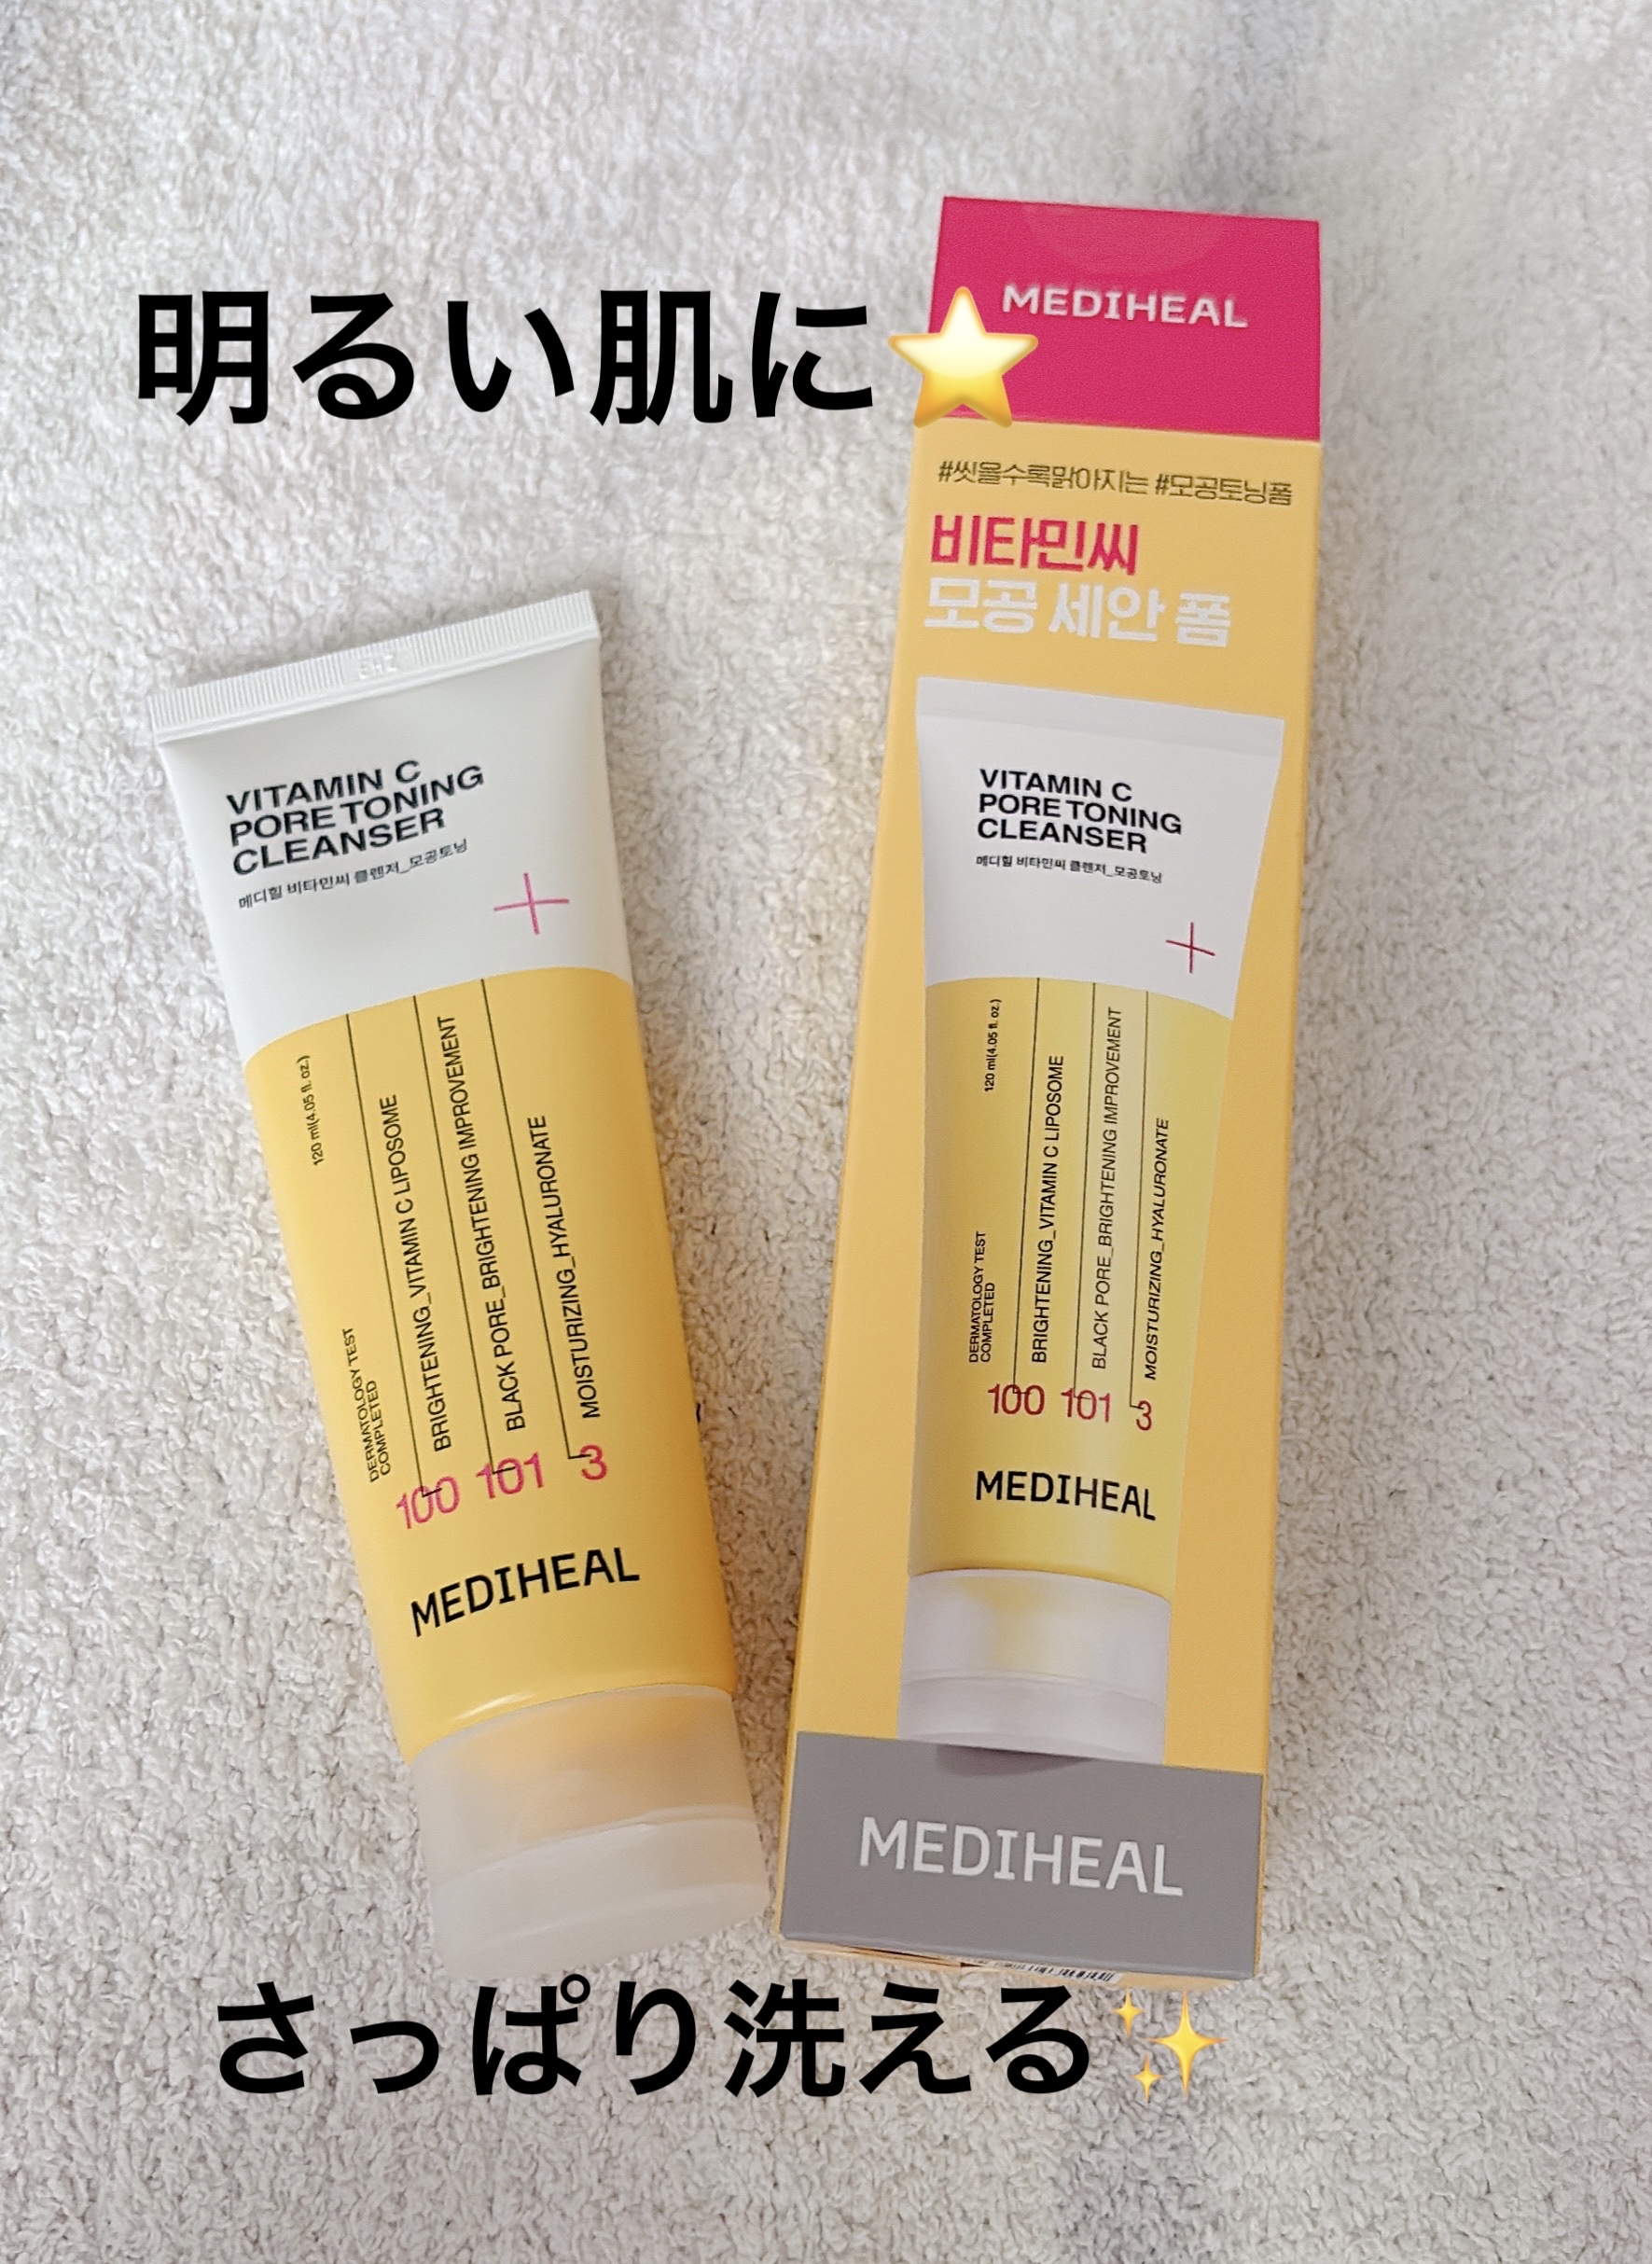 明るい肌に⭐
MEDIHEAL
#씻을수록맑아지는 #모공토닝폼
비타민씨
모공 세안 폼
VITAMIN C
PORE TONING
CLEANSER
메디힐 비타민씨 클렌저_모공토닝
120 ml(4.05 fl. oz.)
DERMATOLOGY TEST
COMPLETED
BRIGHTENING_VITAMIN C LIPOSOME
BLACK PORE_BRIGHTENING IMPROVEMENT
MOISTURIZING_HYALURONATE
100 101 3
MEDIHEAL
VITAMIN C
PORE TONING
CLEANSER
메디힐 비타민씨 클렌저_모공토닝
120 ml(4.05 fl. oz.)
DERMATOLOGY TEST
COMPLETED
BRIGHTENING_VITAMIN C LIPOSOME
BLACK PORE_BRIGHTENING IMPROVEMENT
MOISTURIZING_HYALURONATE
100 101 3
MEDIHEAL
MEDIHEAL
さっぱり洗える✨